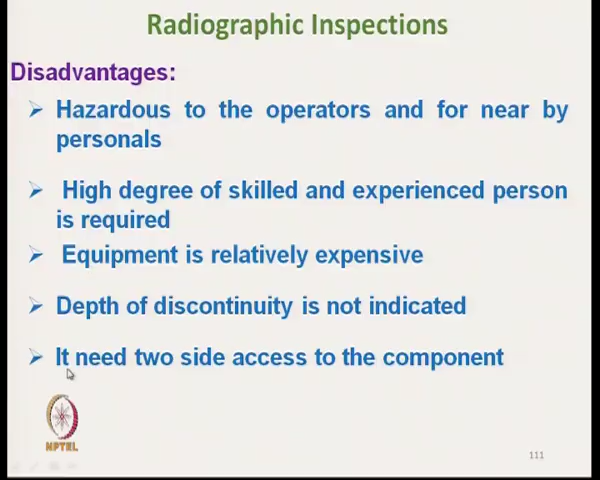 Radiographic Inspections
Disadvantages:
➢ Hazardous to the operators and for near by
personals
➢ High degree of skilled and experienced person
is required
➢ Equipment is relatively expensive
➢ Depth of discontinuity is not indicated
➢ It need two side access to the component
NPTEL
111